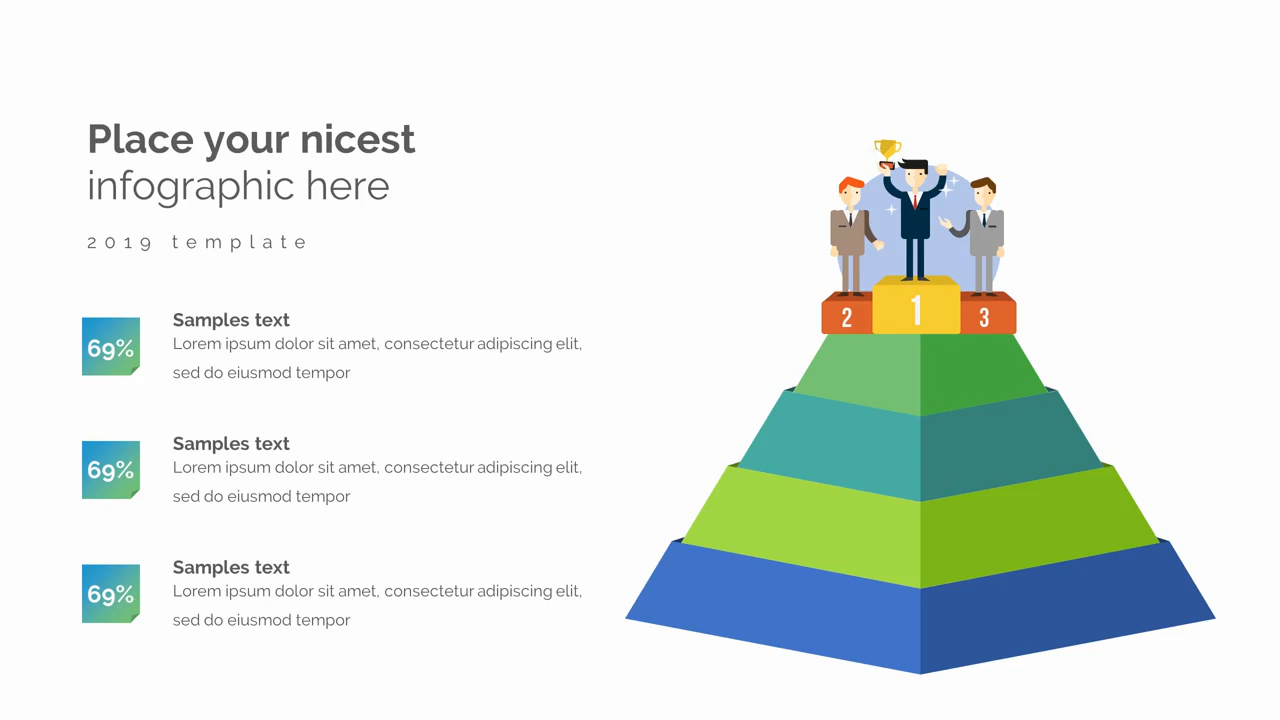 Place your nicest
infographic here
2019 template
69%
Samples text
Lorem ipsum dolor sit amet, consectetur adipiscing elit,
sed do eiusmod tempor
69%
Samples text
Lorem ipsum dolor sit amet, consectetur adipiscing elit,
sed do eiusmod tempor
69%
Samples text
Lorem ipsum dolor sit amet, consectetur adipiscing elit,
sed do eiusmod tempor
2 1 3